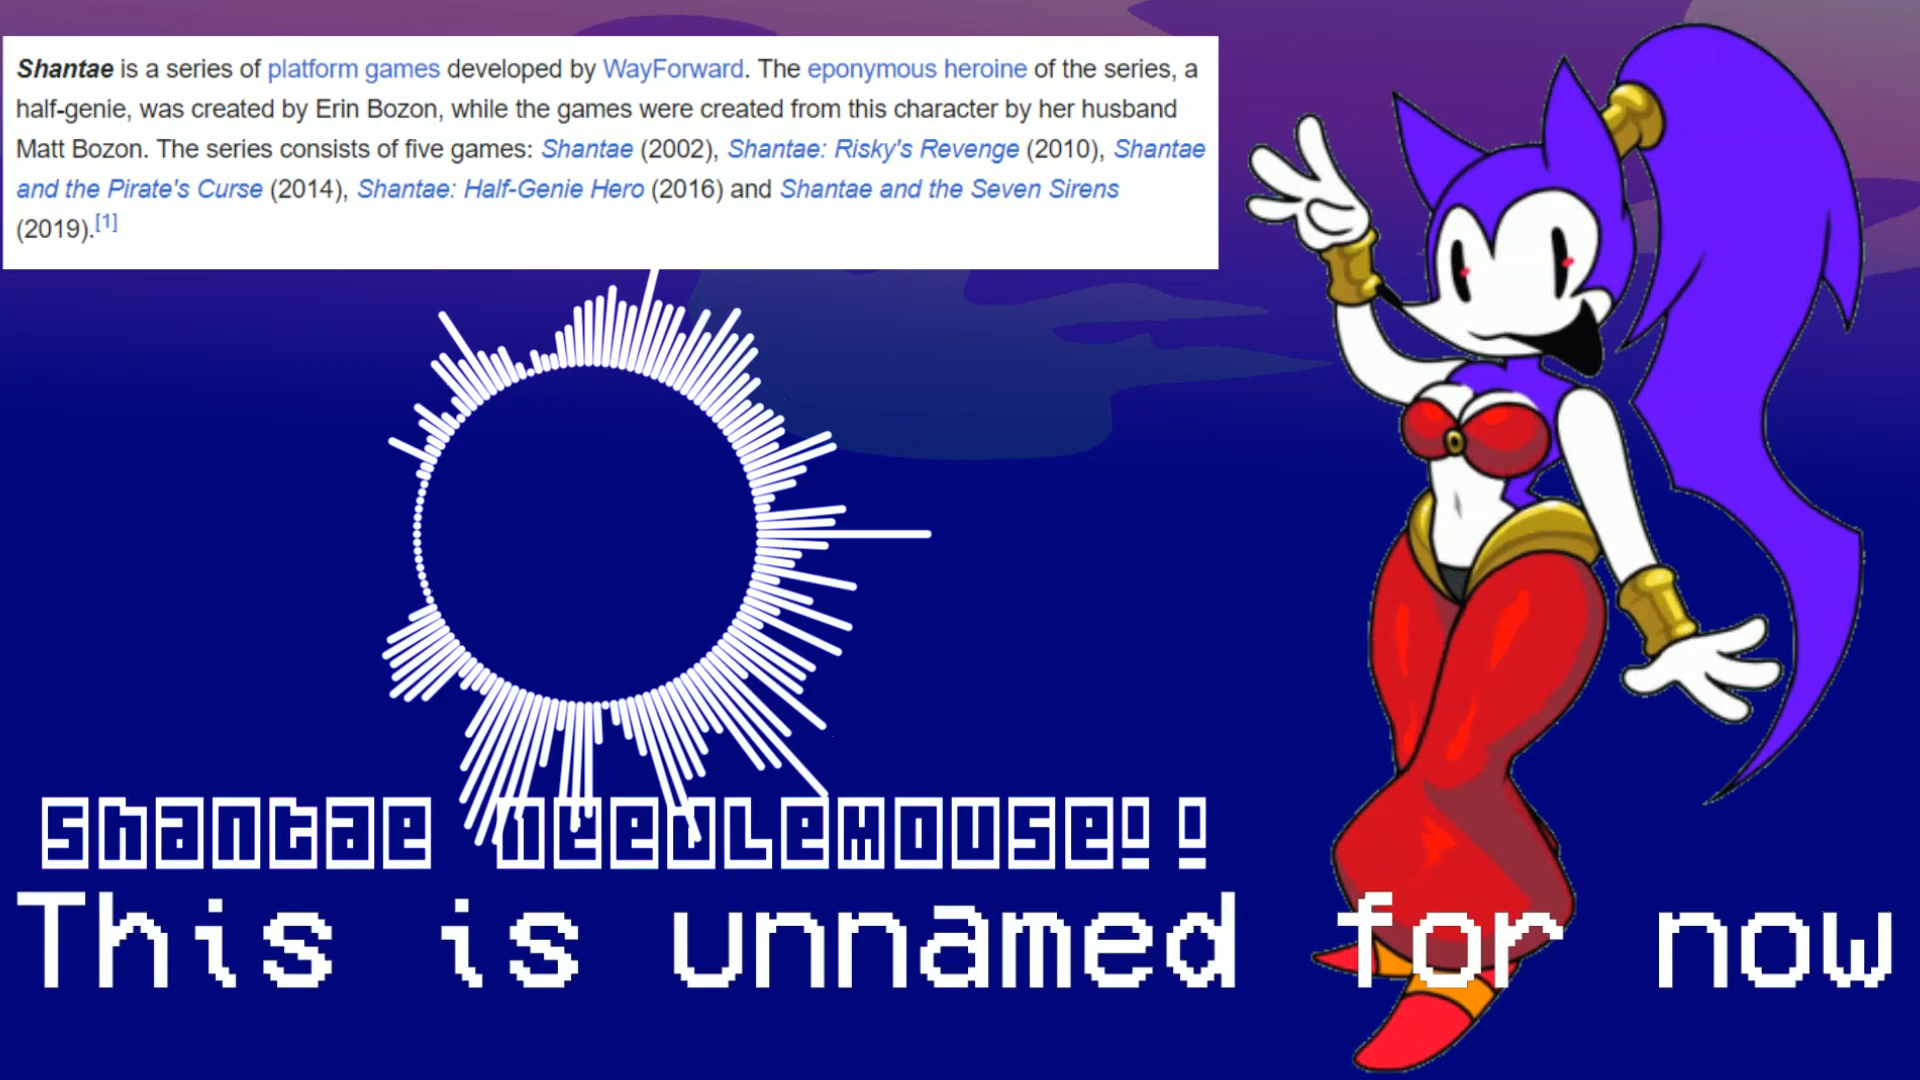 Shantae is a series of platform games developed by WayForward. The eponymous heroine of the series, a
half-genie, was created by Erin Bozon, while the games were created from this character by her husband
Matt Bozon. The series consists of five games: Shantae (2002), Shantae: Risky's Revenge (2010), Shantae
and the Pirate's Curse (2014), Shantae: Half-Genie Hero (2016) and Shantae and the Seven Sirens
(2019).[1]
Shantae NeedleMouse!!
This is unnamed for now